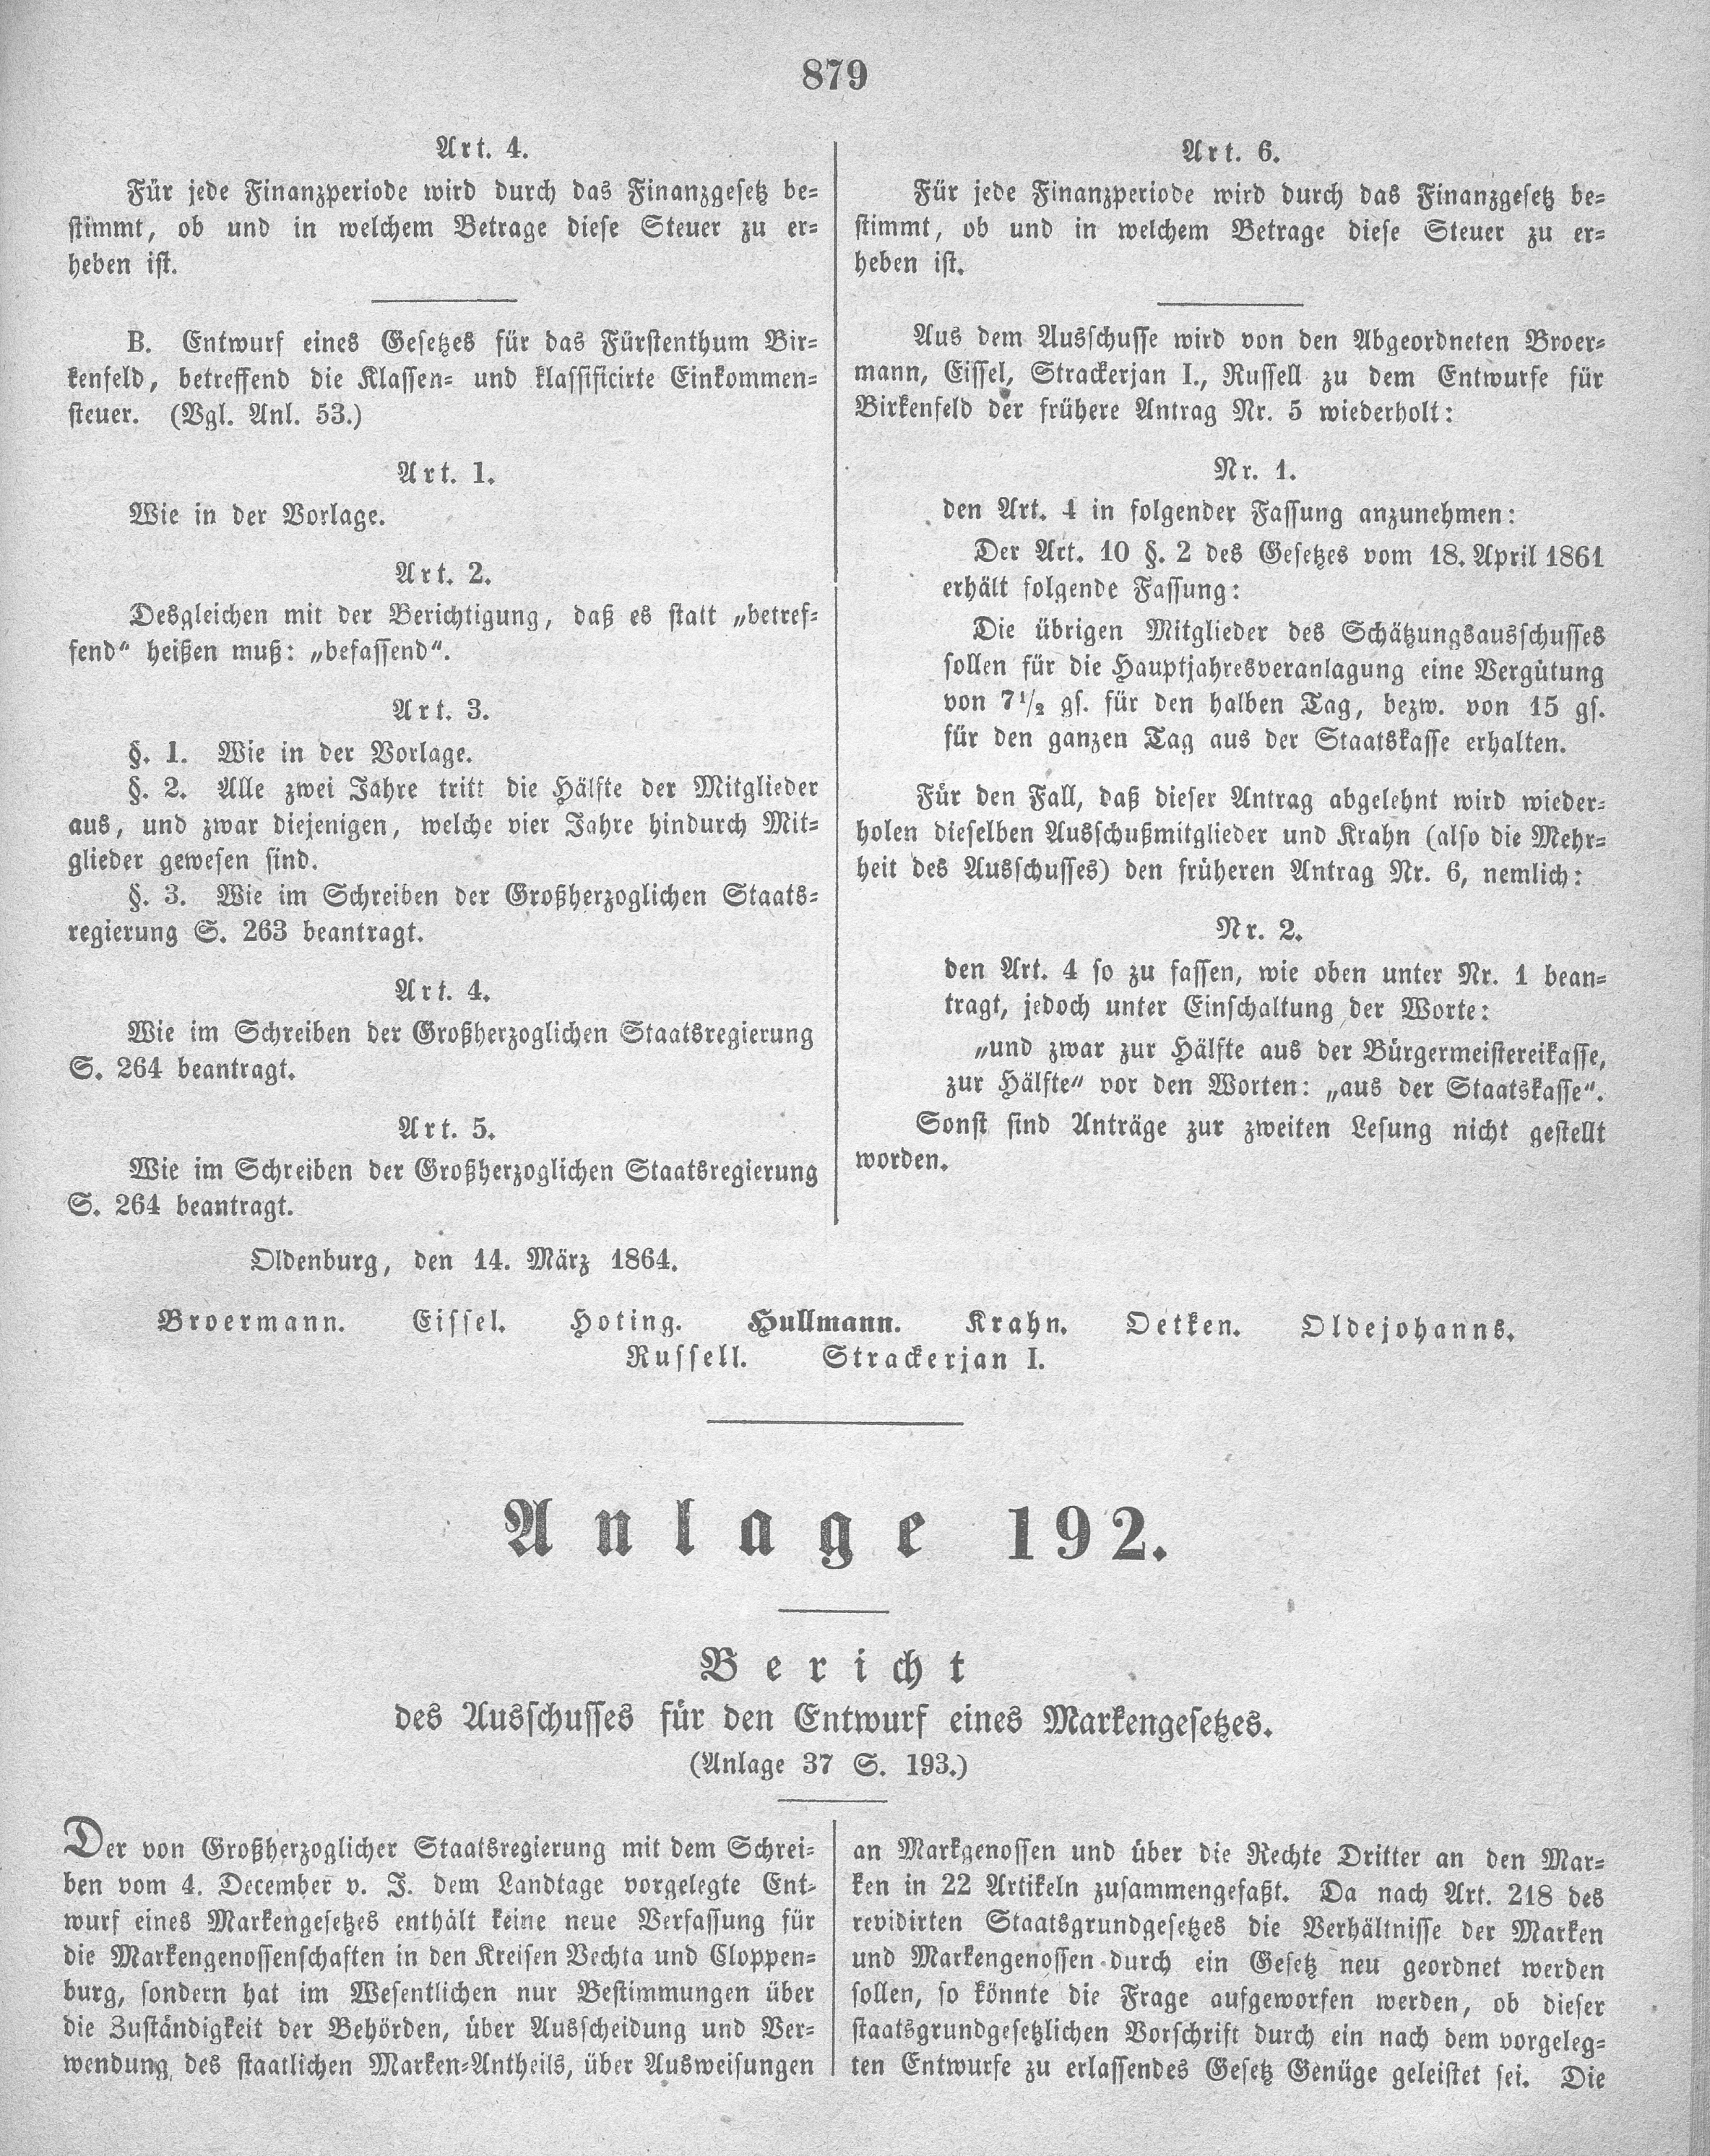 879
Art. 4.
Für jede Finanzperiode wird durch das Finanzgesetz be-
stimmt, ob und in welchem Betrage diese Steuer zu er-
heben ist.
B. Entwurf eines Gesetzes für das Fürstenthum Bir-
kenfeld, betreffend die Klassen- und klassificirte Einkommen-
steuer. (Vgl. Anl. 53.)
Art. 1.
Wie in der Vorlage.
Art. 2.
Desgleichen mit der Berichtigung, daß es statt „betref-
fend“ heißen muß: „befassend“.
Art. 3.
§. 1. Wie in der Vorlage.
§. 2. Alle zwei Jahre tritt die Hälfte der Mitglieder
aus, und zwar diejenigen, welche vier Jahre hindurch Mit-
glieder gewesen sind.
§. 3. Wie im Schreiben der Großherzoglichen Staats-
regierung S. 263 beantragt.
Art. 4.
Wie im Schreiben der Großherzoglichen Staatsregierung
S. 264 beantragt.
Art. 5.
Wie im Schreiben der Großherzoglichen Staatsregierung
S. 264 beantragt.
Art. 6.
Für jede Finanzperiode wird durch das Finanzgesetz be-
stimmt, ob und in welchem Betrage diese Steuer zu er-
heben ist.
Aus dem Ausschusse wird von den Abgeordneten Broer-
mann, Eissel, Strackerjan I., Russell zu dem Entwurfe für
Birkenfeld der frühere Antrag Nr. 5 wiederholt:
Nr. 1.
den Art. 4 in folgender Fassung anzunehmen:
Der Art. 10 §. 2 des Gesetzes vom 18. April 1861
erhält folgende Fassung:
Die übrigen Mitglieder des Schätzungsausschusses
sollen für die Hauptjahresveranlagung eine Vergütung
von 7½ gs. für den halben Tag, bezw. von 15 gs.
für den ganzen Tag aus der Staatskasse erhalten.
Für den Fall, daß dieser Antrag abgelehnt wird wieder-
holen dieselben Ausschußmitglieder und Krahn (also die Mehr-
heit des Ausschusses) den früheren Antrag Nr. 6, nemlich:
Nr. 2.
den Art. 4 so zu fassen, wie oben unter Nr. 1 bean-
tragt, jedoch unter Einschaltung der Worte:
„und zwar zur Hälfte aus der Bürgermeistereikasse,
zur Hälfte“ vor den Worten: „aus der Staatskasse“.
Sonst sind Anträge zur zweiten Lesung nicht gestellt
worden.
Oldenburg, den 14. März 1864.
Broermann. Eissel. Hoting. Hullmann. Krahn. Oetken. Oldejohanns.
Russell. Strackerjan I.
Anlage 192.
Bericht
des Ausschusses für den Entwurf eines Markengesetzes.
(Anlage 37 S. 193.)
Der von Großherzoglicher Staatsregierung mit dem Schrei-
ben vom 4. December v. J. dem Landtage vorgelegte Ent-
wurf eines Markengesetzes enthält keine neue Verfassung für
die Markengenossenschaften in den Kreisen Vechta und Cloppen-
burg, sondern hat im Wesentlichen nur Bestimmungen über
die Zuständigkeit der Behörden, über Ausscheidung und Ver-
wendung des staatlichen Marken-Antheils, über Ausweisungen
an Markgenossen und über die Rechte Dritter an den Mar-
ken in 22 Artikeln zusammengefaßt. Da nach Art. 218 des
revidirten Staatsgrundgesetzes die Verhältnisse der Marken
und Markengenossen durch ein Gesetz neu geordnet werden
sollen, so könnte die Frage aufgeworfen werden, ob dieser
staatsgrundgesetzlichen Vorschrift durch ein nach dem vorgeleg-
ten Entwurfe zu erlassendes Gesetz Genüge geleistet sei. Die